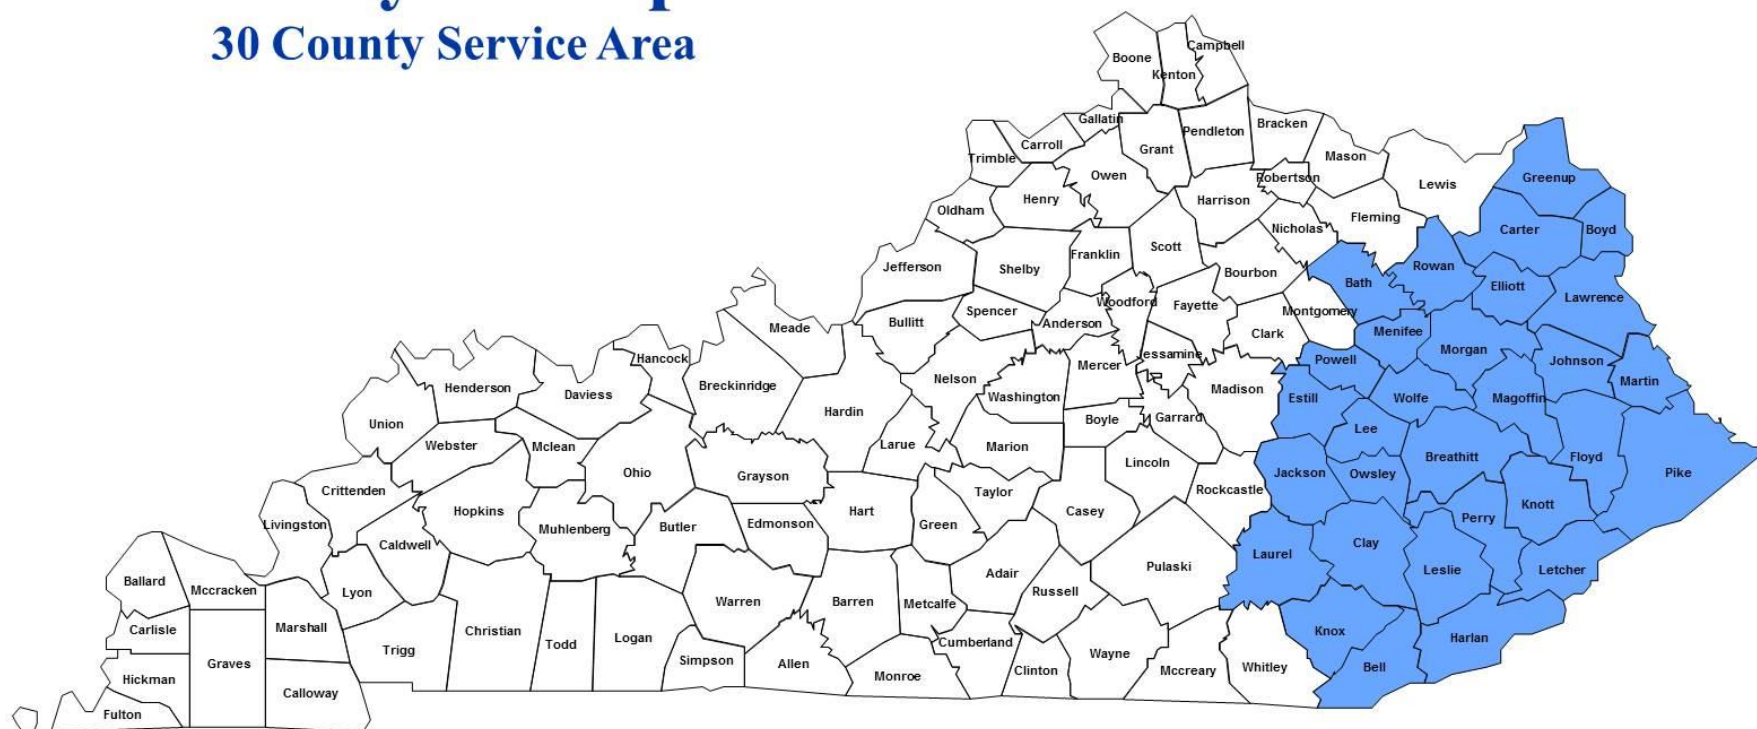 30 County Service Area
Campbell
Boone
Kenton
Gallatin
Bracken
Pendleton
Carroll
Grant
Mason
Trimble
Owen
Robertson
Greenup
Lewis
Henry
Harrison
Oldham
Fleming
Nicholas
Carter
Boyd
Scott
Franklin
Jefferson
Shelby
Bourbon
Rowan
Bath
Elliott
Lawrence
Woodford
Fayette
Spencer
Montgomery
Bullitt
Anderson
Meade
Clark
Menifee
Morgan
Hancock
Jessamine
Powell
Johnson
Mercer
Nelson
Martin
Breckinridge
Henderson
Daviess
Madison
Washington
Estill
Wolfe
Magoffin
Hardin
Union
Boyle
Garrard
Lee
Webster
Mclean
Larue
Marion
Breathitt
Floyd
Lincoln
Ohio
Grayson
Jackson
Owsley
Pike
Crittenden
Taylor
Rockcastle
Knott
Hopkins
Hart
Casey
Perry
Livingston
Muhlenberg
Butler
Edmonson
Green
Caldwell
Clay
Laurel
Pulaski
Leslie
Letcher
Ballard
Mccracken
Adair
Lyon
Russell
Warren
Barren
Metcalfe
Carlisle
Marshall
Christian
Knox
Todd
Logan
Harlan
Cumberland
Trigg
Wayne
Graves
Simpson
Allen
Clinton
Mccreary
Whitley
Bell
Hickman
Monroe
Calloway
Fulton